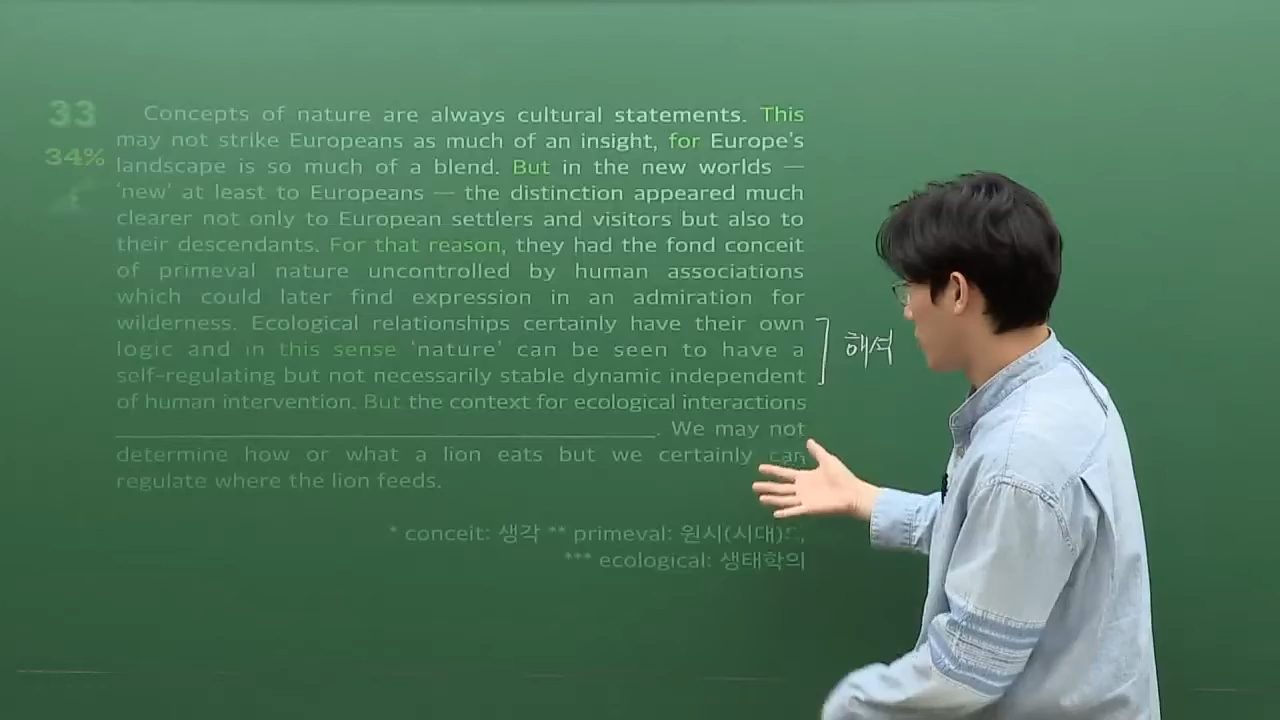 33
34%
Concepts of nature are always cultural statements. This
may not strike Europeans as much of an insight, for Europe's
landscape is so much of a blend. But in the new worlds —
'new' at least to Europeans — the distinction appeared much
clearer not only to European settlers and visitors but also to
their descendants. For that reason, they had the fond conceit
of primeval nature uncontrolled by human associations
which could later find expression in an admiration for
wilderness. Ecological relationships certainly have their own
logic and in this sense 'nature' can be seen to have a
self-regulating but not necessarily stable dynamic independent
of human intervention. But the context for ecological interactions
____________________. We may not
determine how or what a lion eats but we certainly can
regulate where the lion feeds.
해석
* conceit: 생각 ** primeval: 원시(시대)의,
*** ecological: 생태학의